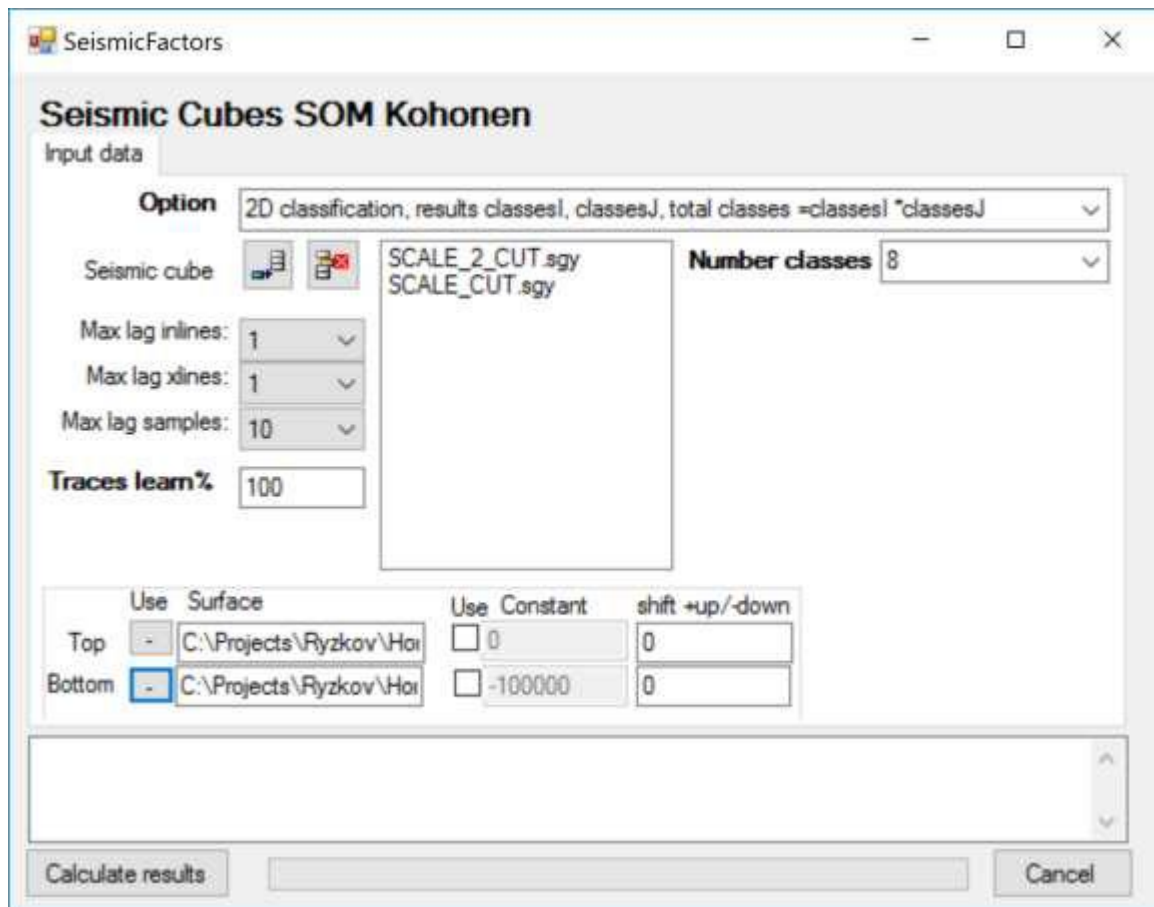 SeismicFactors
Seismic Cubes SOM Kohonen
Input data
Option 2D classification, results classesI, classesJ, total classes =classesI *classesJ
Seismic cube SCALE_2_CUT.sgy Number classes 8
SCALE_CUT.sgy
Max lag inlines: 1
Max lag xlines: 1
Max lag samples: 10
Traces learn% 100
Use Surface Use Constant shift +up/-down
Top - C:\Projects\Ryzkov\Hor 0 0
Bottom - C:\Projects\Ryzkov\Hor -100000 0
Calculate results Cancel